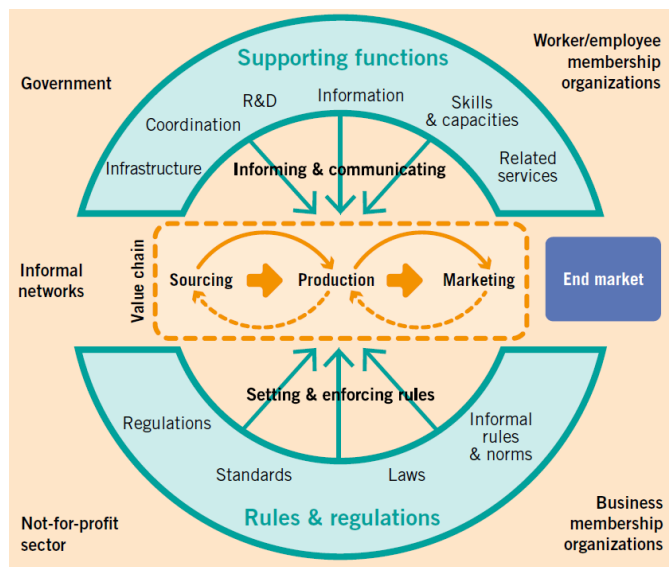 Government
Supporting functions
Worker/employee
membership
organizations
R&D
Information
Coordination
Skills
& capacities
Infrastructure
Informing & communicating
Related
services
Informal
networks
Value chain
Sourcing
Production
Marketing
End market
Setting & enforcing rules
Regulations
Informal
rules
& norms
Standards
Laws
Rules & regulations
Not-for-profit
sector
Business
membership
organizations